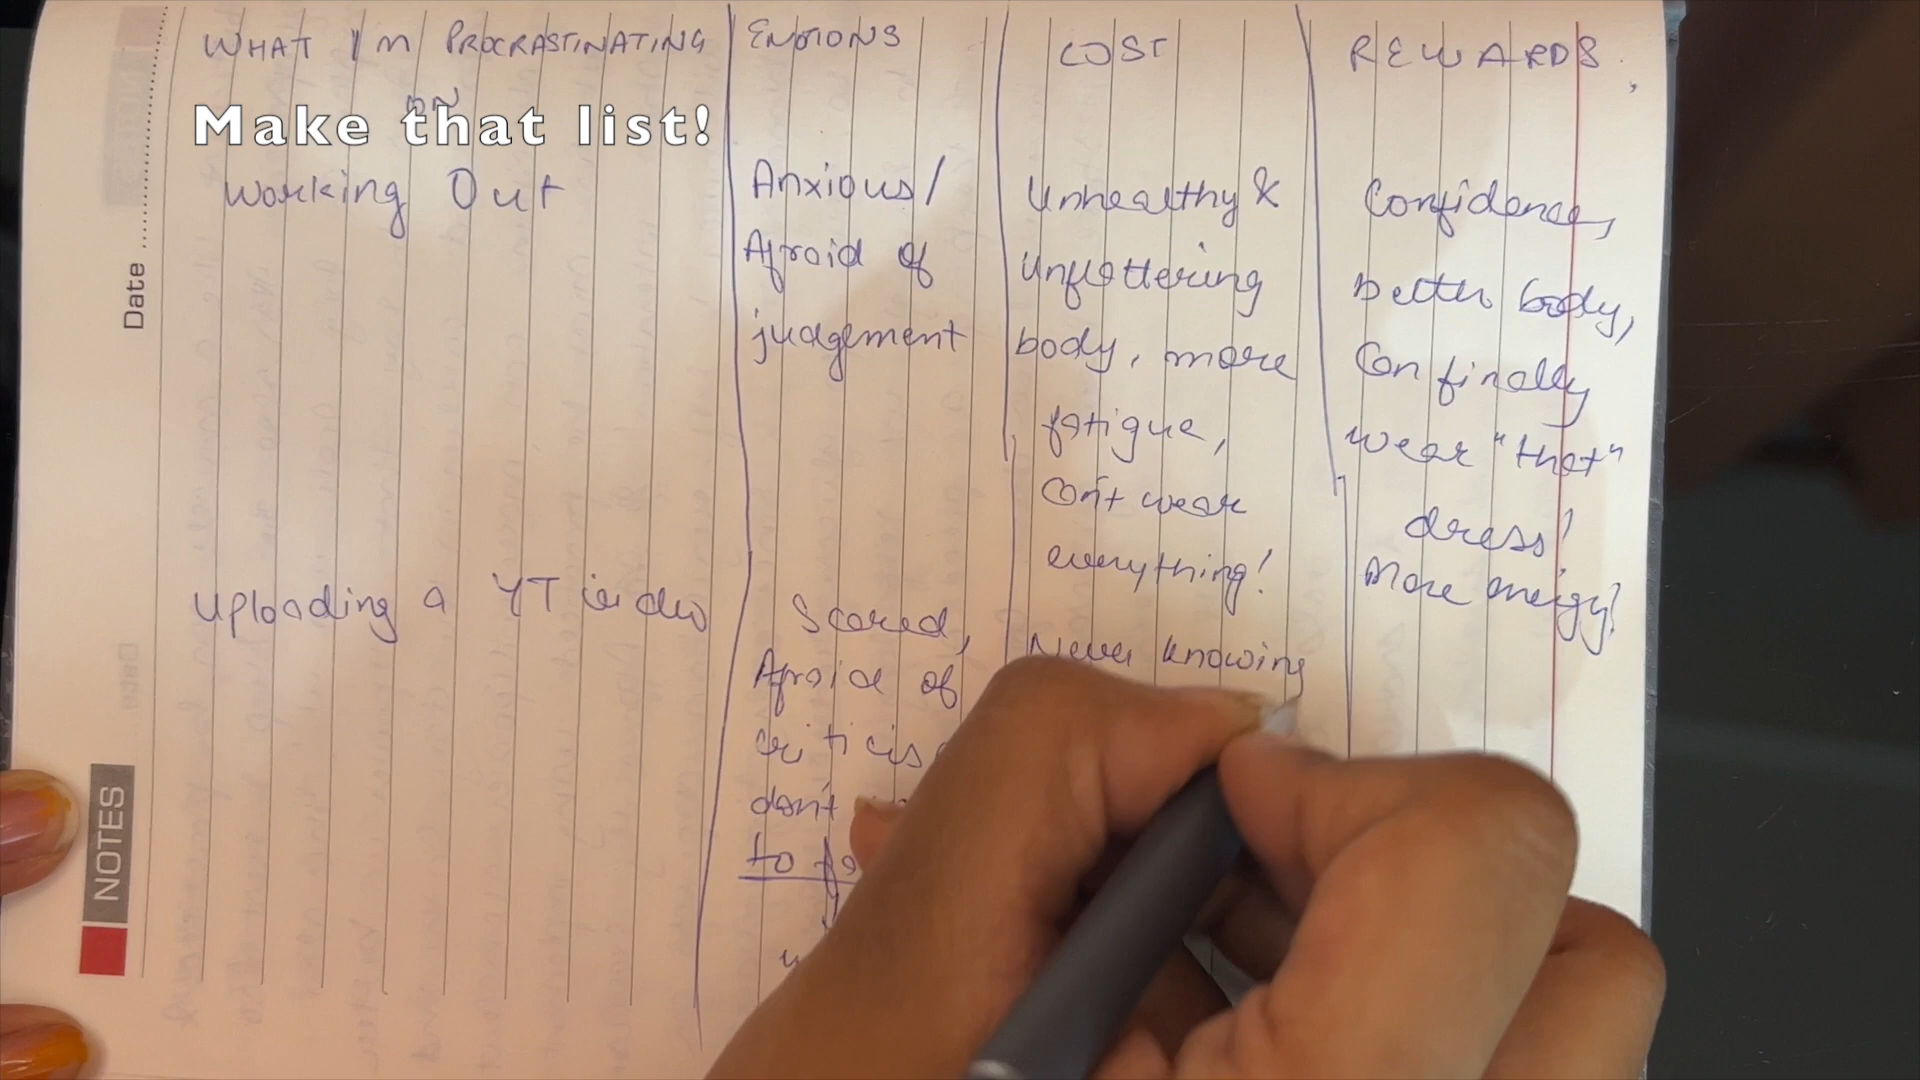 WHAT I'm PROCRASTINATING
ON
Make that list!
Working Out
Uploading a YT video
EMOTIONS
Anxious/
Afraid of
judgement
Scared,
Afraid of
don't
to
COST
Unhealthy &
Unflattering
body, more
fatigue,
Can't wear
everything!
Never knowing
REWARDS
Confidence,
better body,
Can finally
wear "that"
dress!
More energy!
Date
NOTES